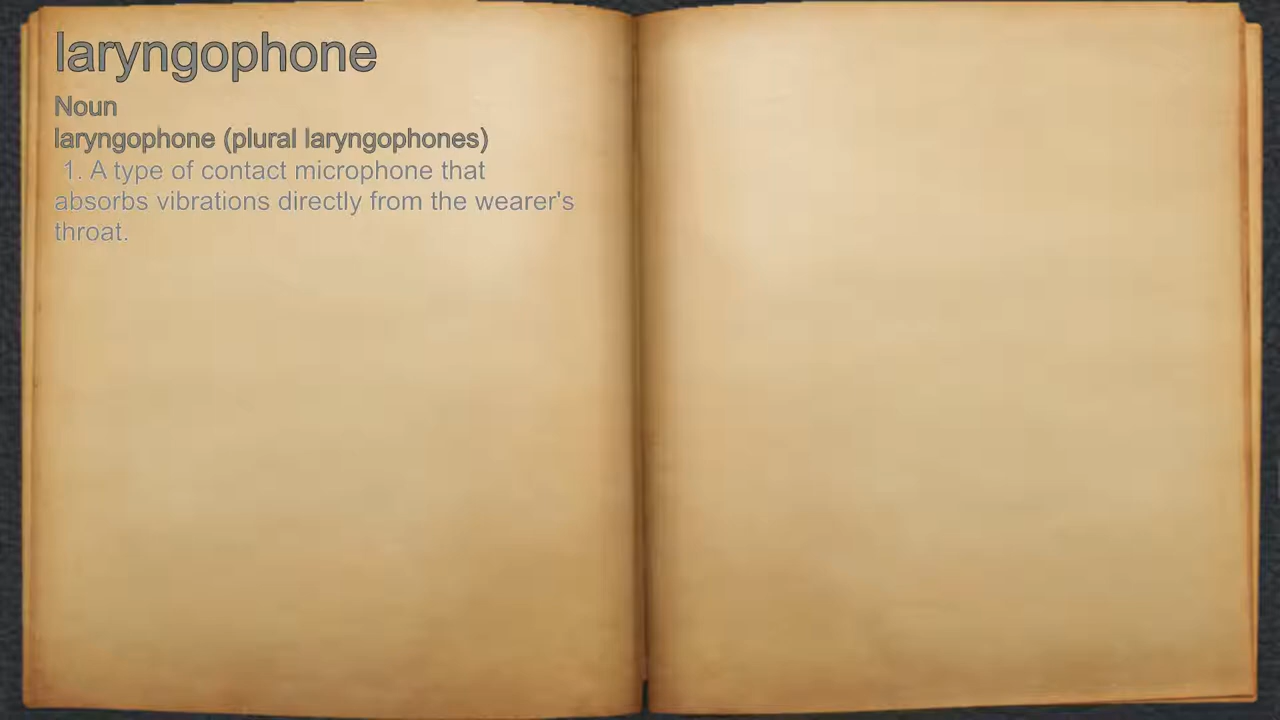 laryngophone
Noun
laryngophone (plural laryngophones)
1. A type of contact microphone that
absorbs vibrations directly from the wearer's
throat.